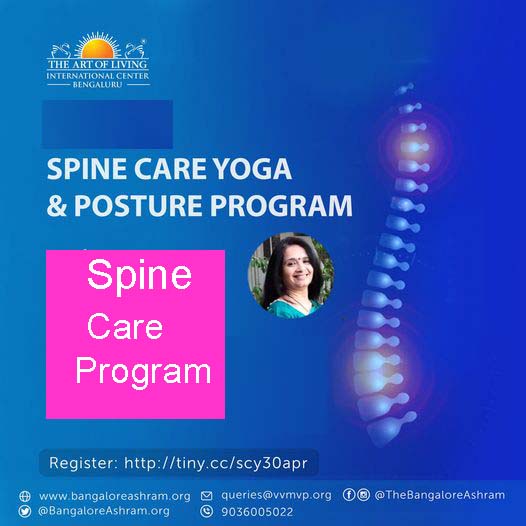 THE ART OF LIVING
INTERNATIONAL CENTER
BENGALURU
SPINE CARE YOGA
& POSTURE PROGRAM
Spine
Care
Program
Register: http://tiny.cc/scy30apr
www.bangaloreashram.org queries@vvmvp.org @TheBangaloreAshram
@BangaloreAshram.org 9036005022